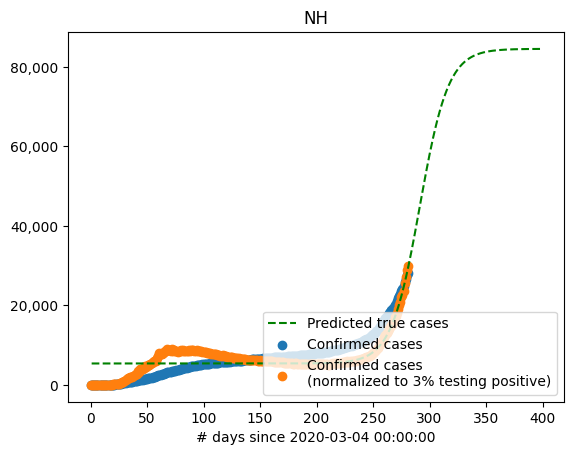 NH
80,000
60,000
40,000
20,000
0
Predicted true cases
Confirmed cases
Confirmed cases
(normalized to 3% testing positive)
0 50 100 150 200 250 300 350 400
# days since 2020-03-04 00:00:00